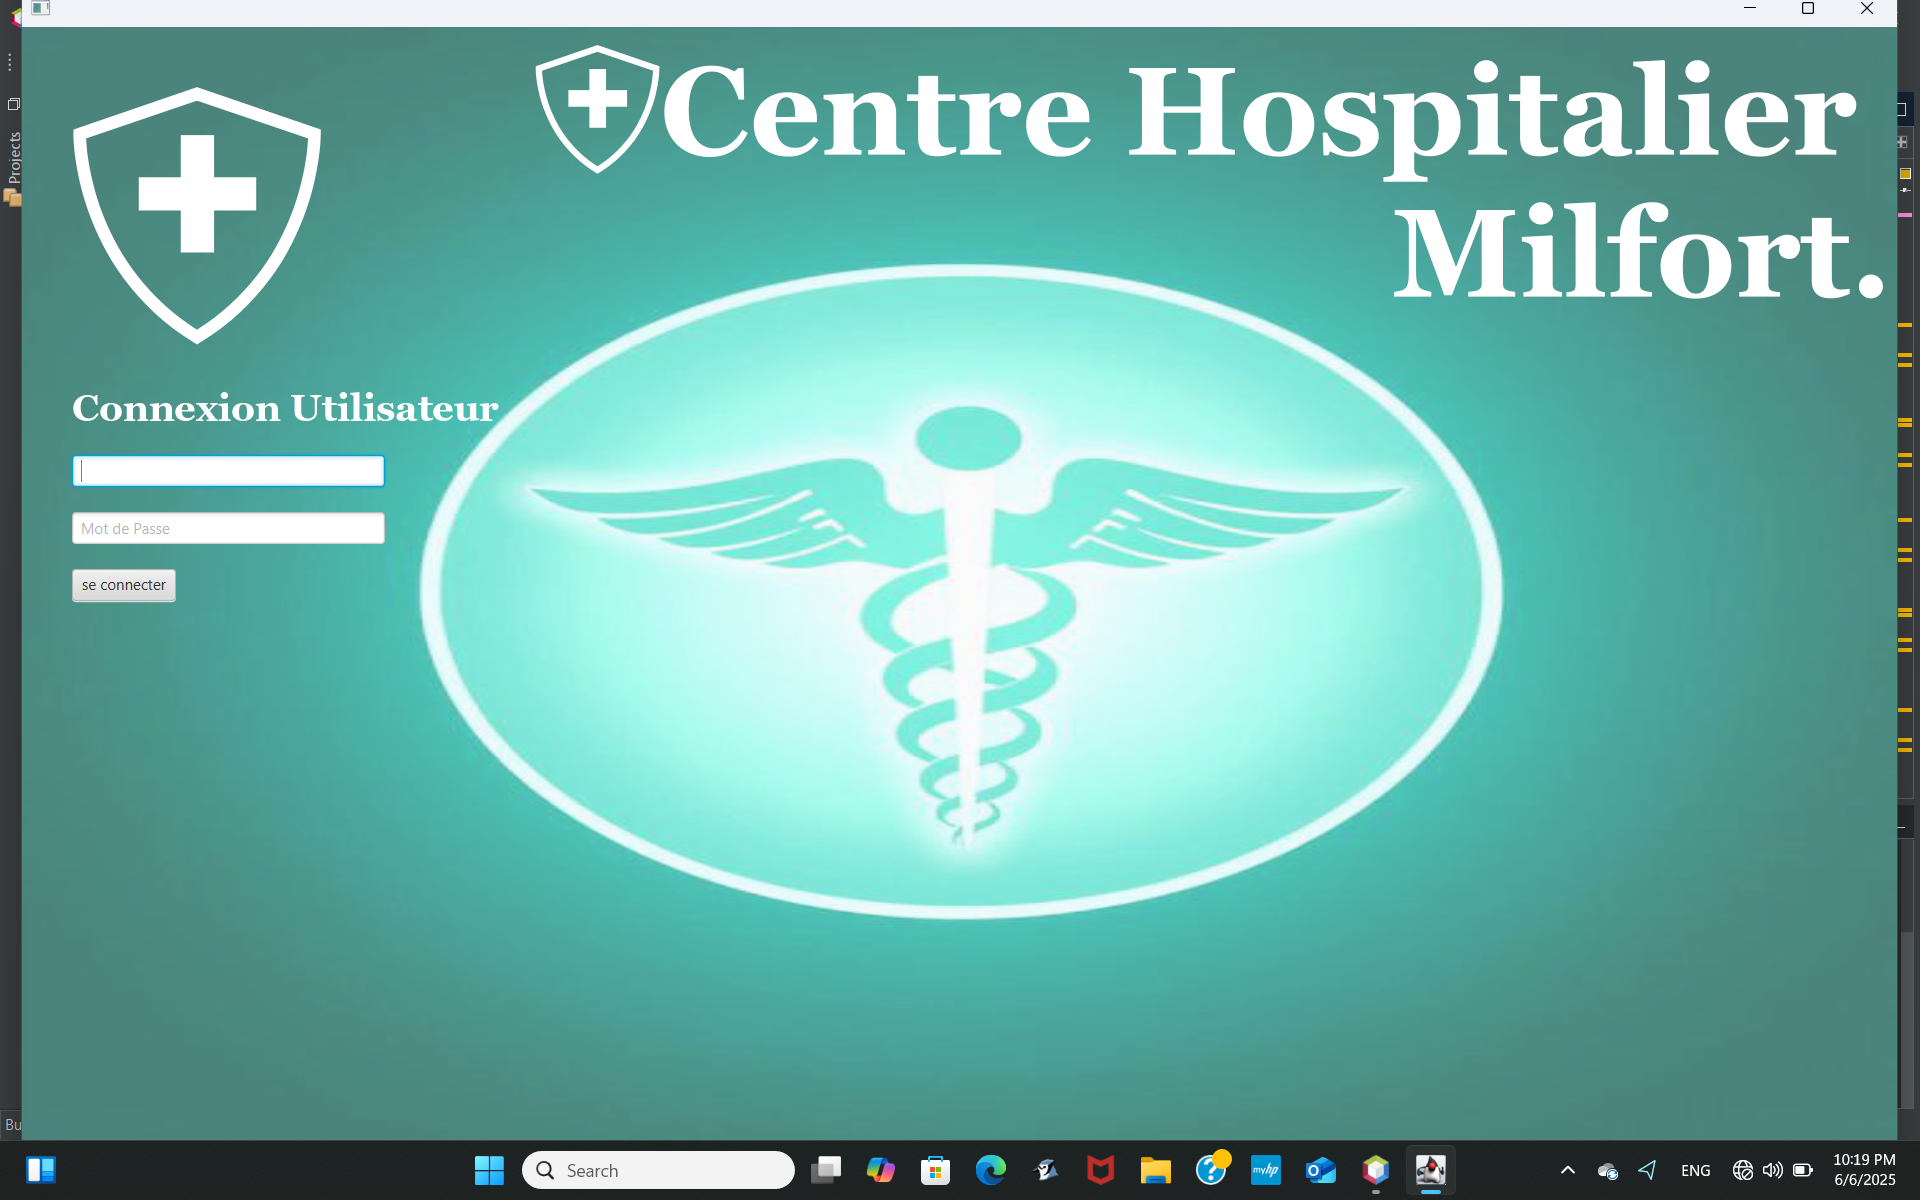 Centre Hospitalier
Milfort.
Projects
Connexion Utilisateur
Mot de Passe
se connecter
Bu
Search
myhp
ENG
10:19 PM
6/6/2025